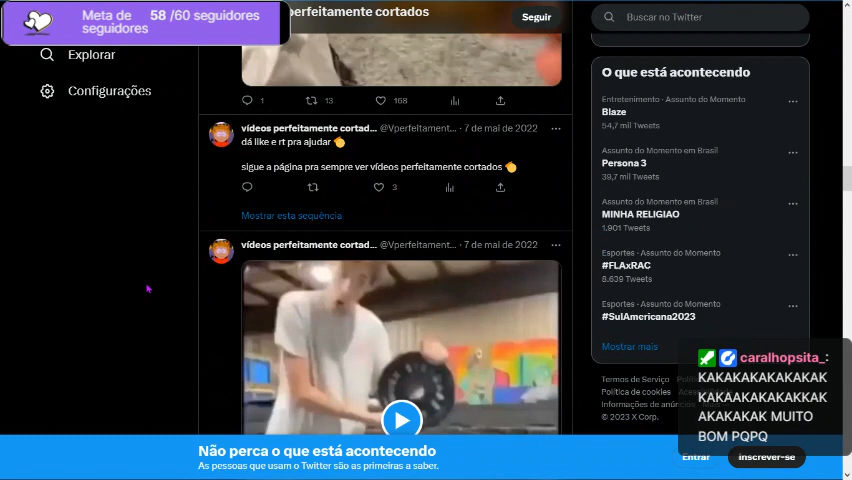 Meta de seguidores
58 /60 seguidores
Explorar
Configurações
perfeitamente cortados
Seguir
Buscar no Twitter
1
13
168
vídeos perfeitamente cortad... @Vperfeitament... · 7 de mai de 2022
dá like e rt pra ajudar
sigue a página pra sempre ver vídeos perfeitamente cortados
3
Mostrar esta sequência
vídeos perfeitamente cortad... @Vperfeitament... · 7 de mai de 2022
O que está acontecendo
Entretenimento · Assunto do Momento
Blaze
54,7 mil Tweets
Assunto do Momento em Brasil
Persona 3
39,7 mil Tweets
Assunto do Momento em Brasil
MINHA RELIGIAO
1.901 Tweets
Esportes · Assunto do Momento
#FLAxRAC
8.639 Tweets
Esportes · Assunto do Momento
#SulAmericana2023
Mostrar mais
Termos de Serviço
Política de cookies
Informações de anúncios
© 2023 X Corp.
caralhopsita_:
KAKAKAKAKAKAKAK
KAKAAKAKAKAKKAK
AKAKAKAK MUITO
BOM PQPQ
Não perca o que está acontecendo
As pessoas que usam o Twitter são as primeiras a saber.
Entrar
Inscrever-se